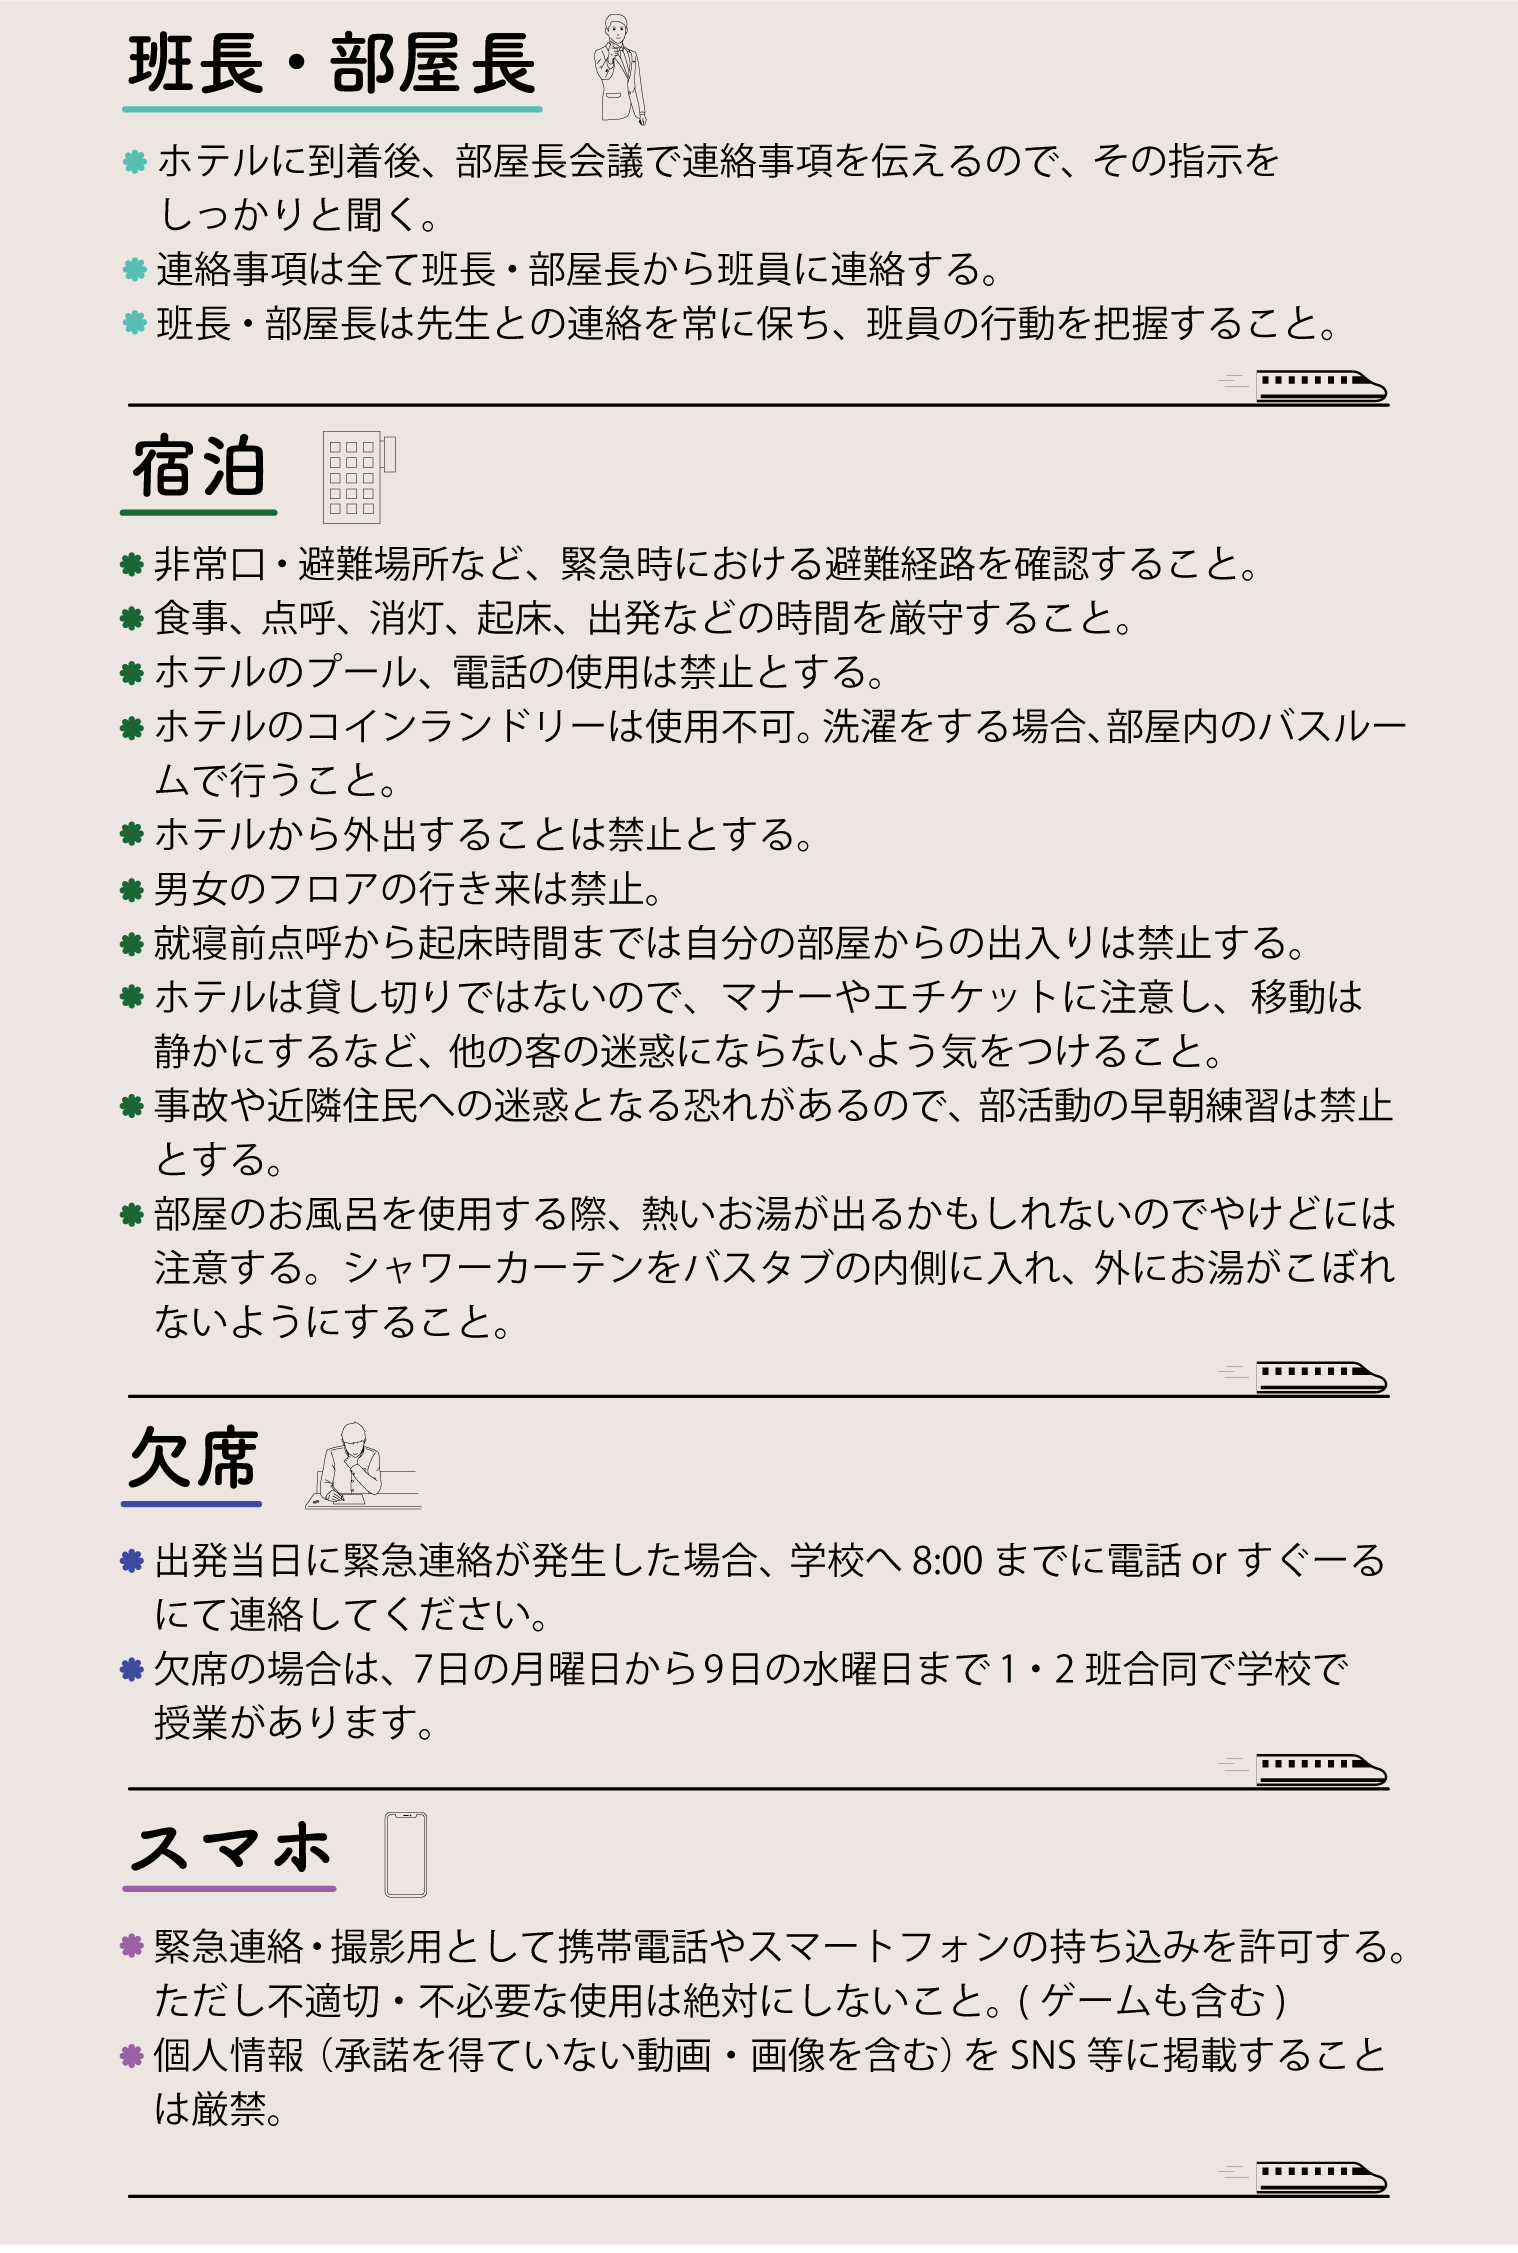 班長・部屋長
ホテルに到着後、部屋長会議で連絡事項を伝えるので、その指示を
しっかりと聞く。
連絡事項は全て班長・部屋長から班員に連絡する。
班長・部屋長は先生との連絡を常に保ち、班員の行動を把握すること。
宿泊
非常口・避難場所など、緊急時における避難経路を確認すること。
食事、点呼、消灯、起床、出発などの時間を厳守すること。
ホテルのプール、電話の使用は禁止とする。
ホテルのコインランドリーは使用不可。洗濯をする場合、部屋内のバスルー
ムで行うこと。
ホテルから外出することは禁止とする。
男女のフロアの行き来は禁止。
就寝前点呼から起床時間までは自分の部屋からの出入りは禁止する。
ホテルは貸し切りではないので、マナーやエチケットに注意し、移動は
静かにするなど、他の客の迷惑にならないよう気をつけること。
事故や近隣住民への迷惑となる恐れがあるので、部活動の早朝練習は禁止
とする。
部屋のお風呂を使用する際、熱いお湯が出るかもしれないのでやけどには
注意する。シャワーカーテンをバスタブの内側に入れ、外にお湯がこぼれ
ないようにすること。
欠席
出発当日に緊急連絡が発生した場合、学校へ 8:00 までに電話 or すぐーる
にて連絡してください。
欠席の場合は、7日の月曜日から9日の水曜日まで1・2 班合同で学校で
授業があります。
スマホ
緊急連絡・撮影用として携帯電話やスマートフォンの持ち込みを許可する。
ただし不適切・不必要な使用は絶対にしないこと。( ゲームも含む )
個人情報（承諾を得ていない動画・画像を含む）を SNS 等に掲載すること
は厳禁。